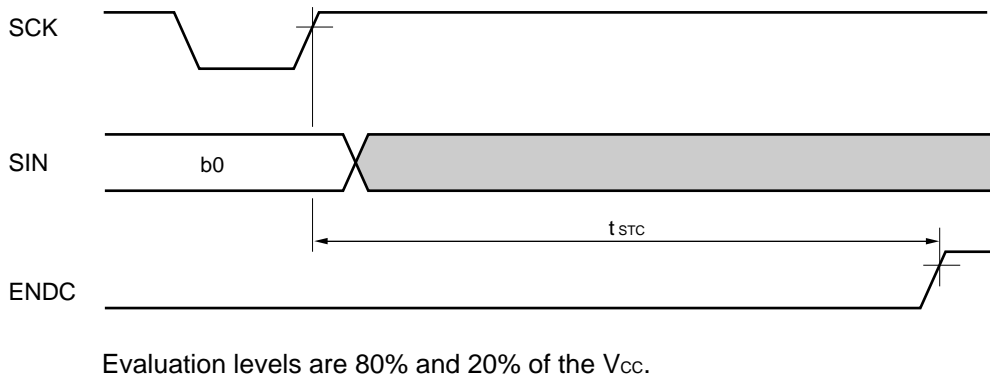 SCK
SIN
b0
t STC
ENDC
Evaluation levels are 80% and 20% of the Vcc.